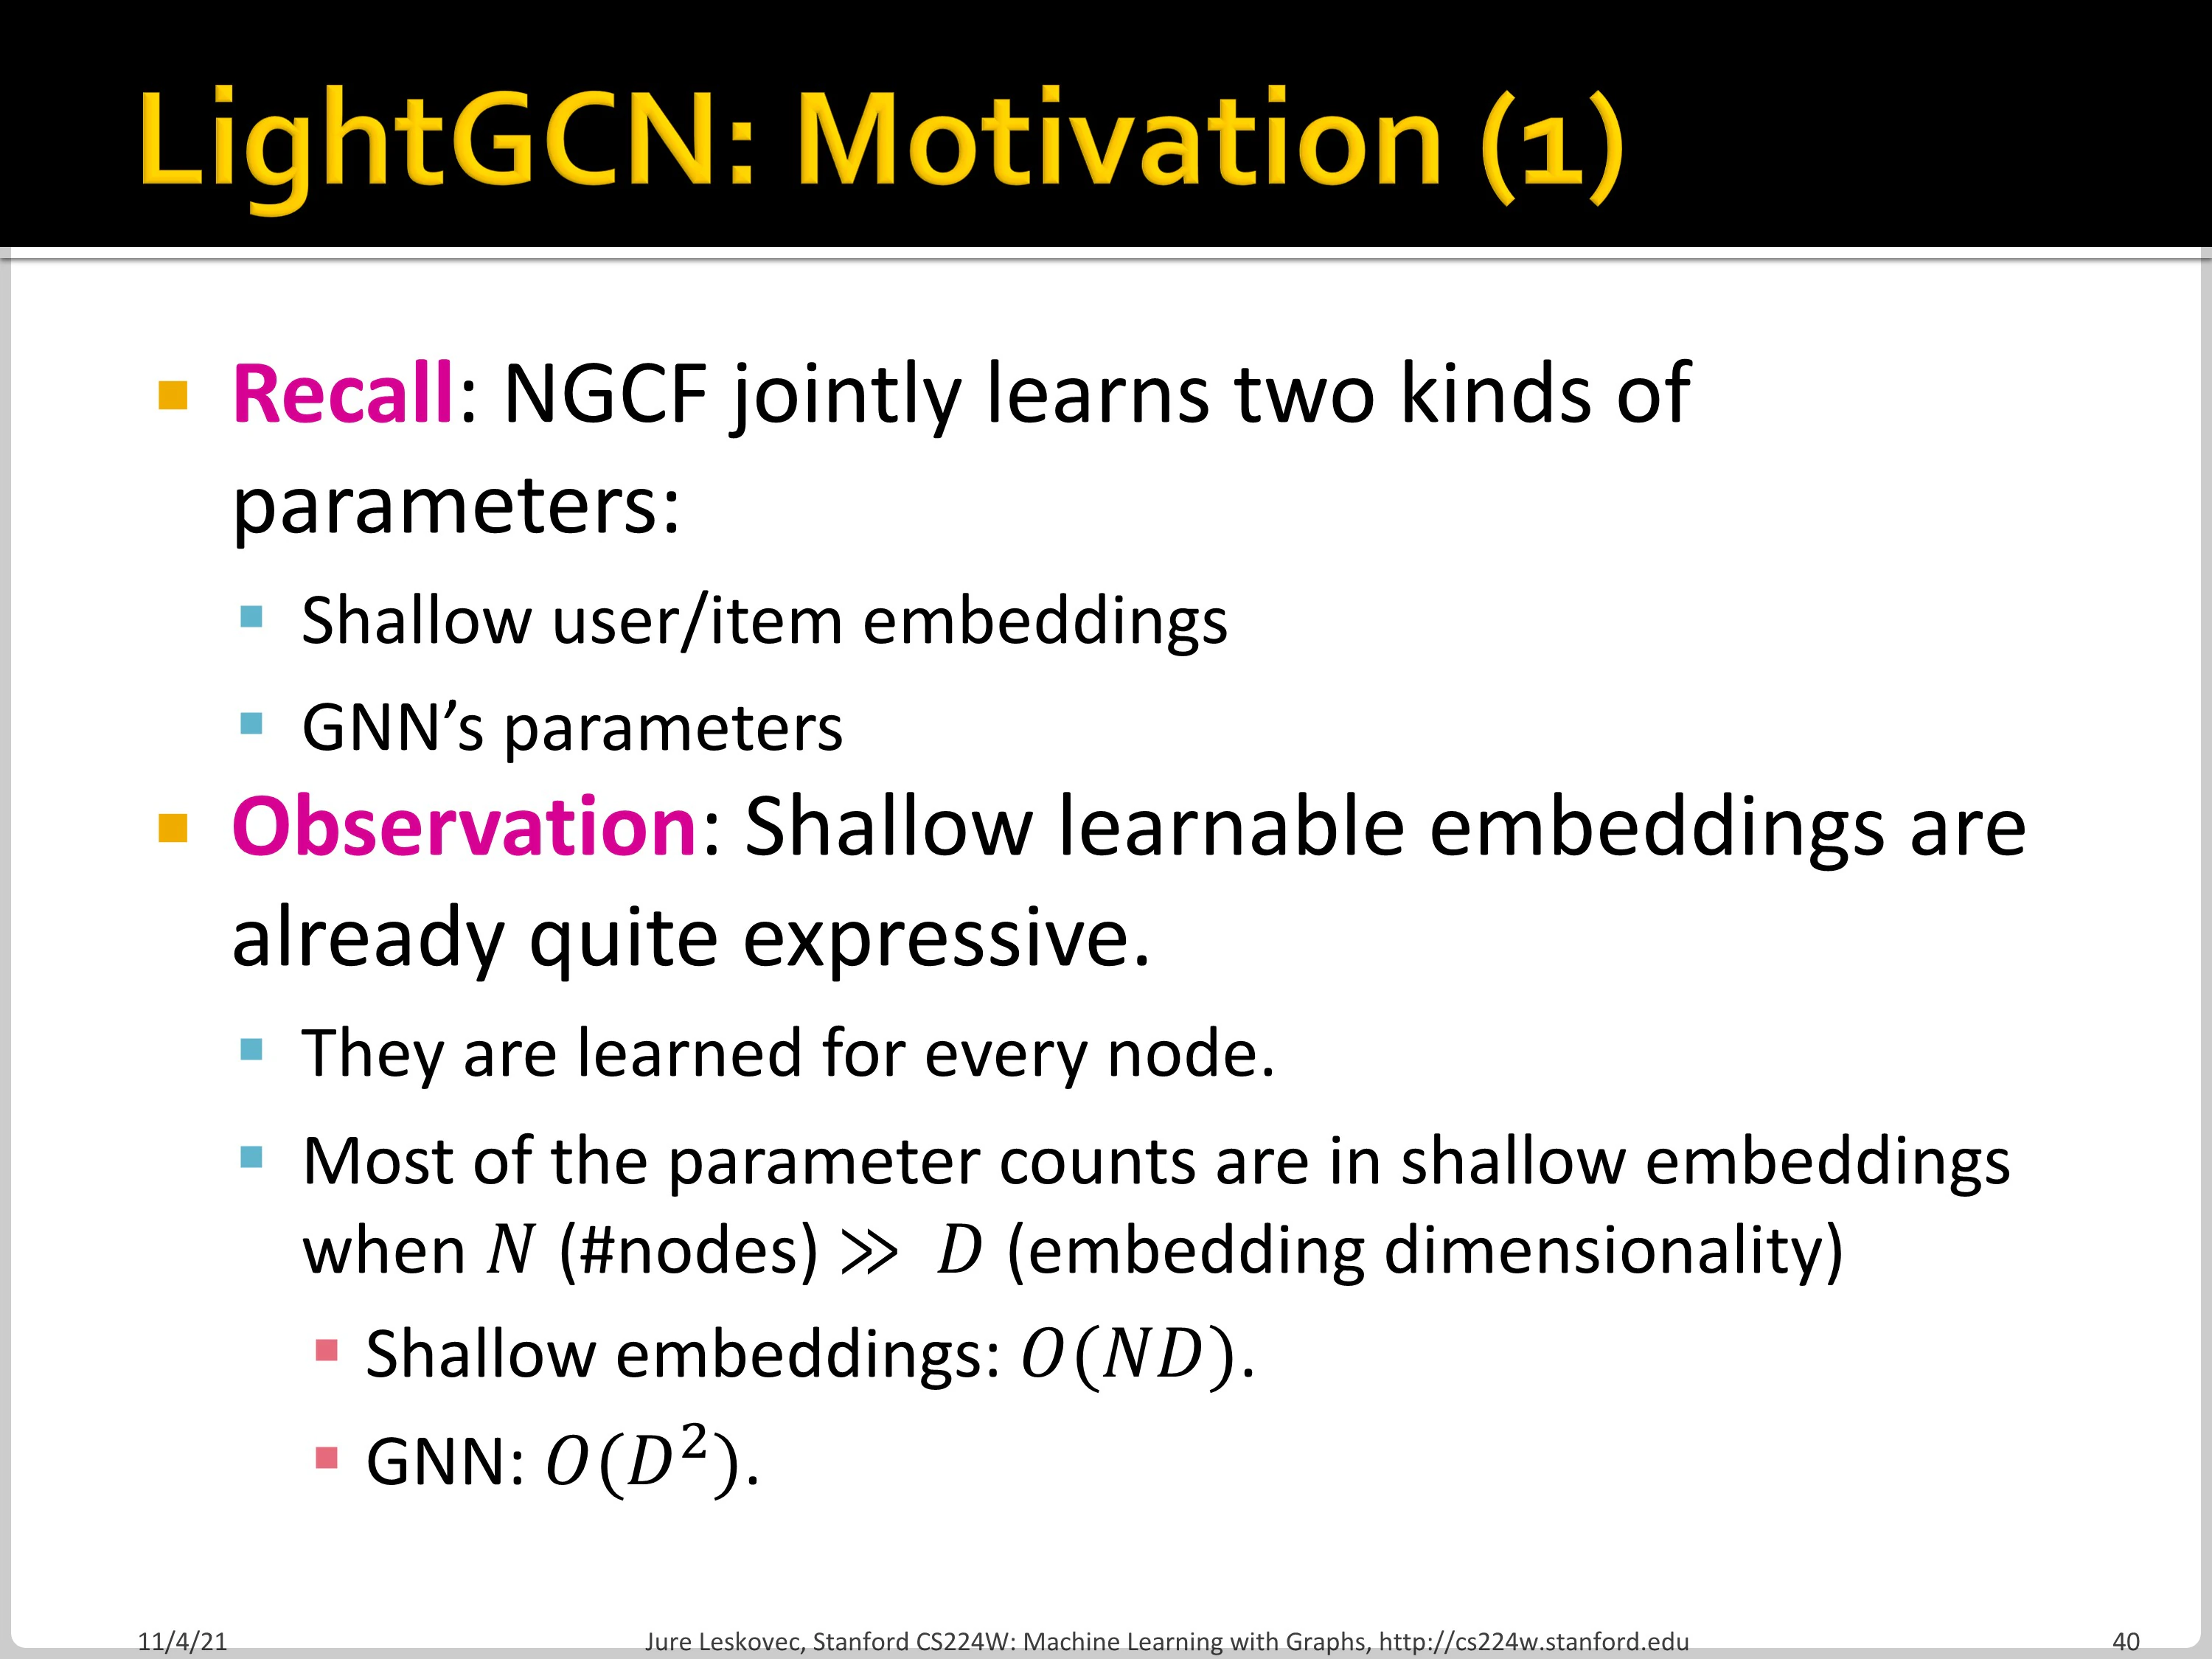 LightGCN: Motivation (1)
Recall: NGCF jointly learns two kinds of
parameters:
Shallow user/item embeddings
GNN’s parameters
Observation: Shallow learnable embeddings are
already quite expressive.
They are learned for every node.
Most of the parameter counts are in shallow embeddings
when N (#nodes) ≫ D (embedding dimensionality)
Shallow embeddings: O(ND).
GNN: O(D²).
11/4/21 Jure Leskovec, Stanford CS224W: Machine Learning with Graphs, http://cs224w.stanford.edu 40